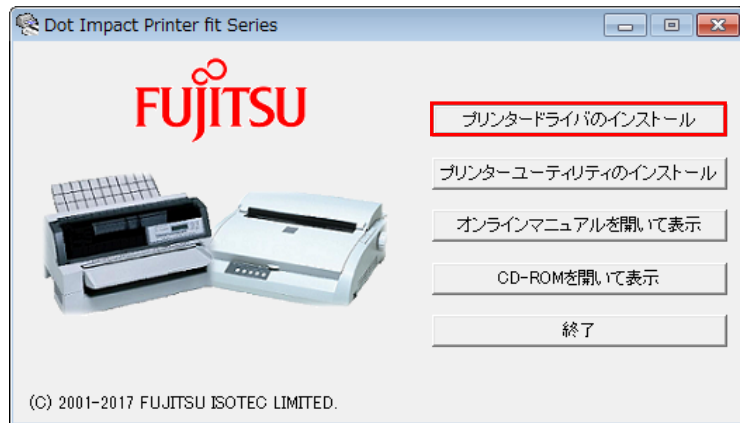 Dot Impact Printer fit Series
FUJITSU
プリンタードライバのインストール
プリンターユーティリティのインストール
オンラインマニュアルを開いて表示
CD-ROMを開いて表示
終了
(C) 2001-2017 FUJITSU ISOTEC LIMITED.